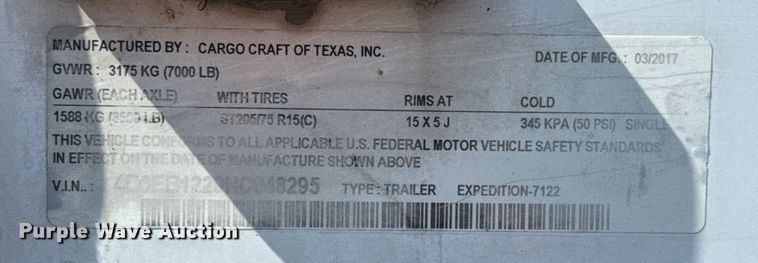 MANUFACTURED BY : CARGO CRAFT OF TEXAS, INC. DATE OF MFG. : 03/2017
GVWR : 3175 KG (7000 LB)
GAWR (EACH AXLE) WITH TIRES RIMS AT COLD
1588 KG (3500 LB) ST205/75 R15(C) 15 X 5 J 345 KPA (50 PSI) SINGLE
THIS VEHICLE CONFORMS TO ALL APPLICABLE U.S. FEDERAL MOTOR VEHICLE SAFETY STANDARDS
IN EFFECT ON THE DATE OF MANUFACTURE SHOWN ABOVE
V.I.N.. : TYPE : TRAILER EXPEDITION-7122
Purple Wave Auction